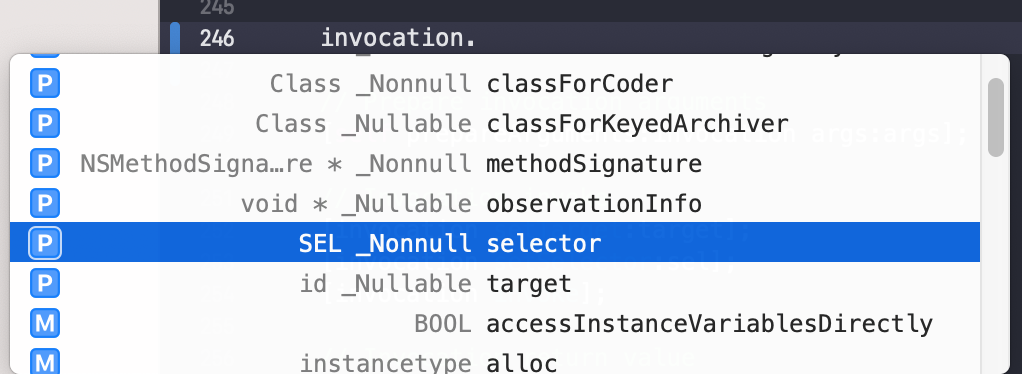 245
246 invocation.
P Class _Nonnull classForCoder
P Class _Nullable classForKeyedArchiver
P NSMethodSigna…re * _Nonnull methodSignature
P void * _Nullable observationInfo
P SEL _Nonnull selector
P id _Nullable target
M BOOL accessInstanceVariablesDirectly
M instancetype alloc